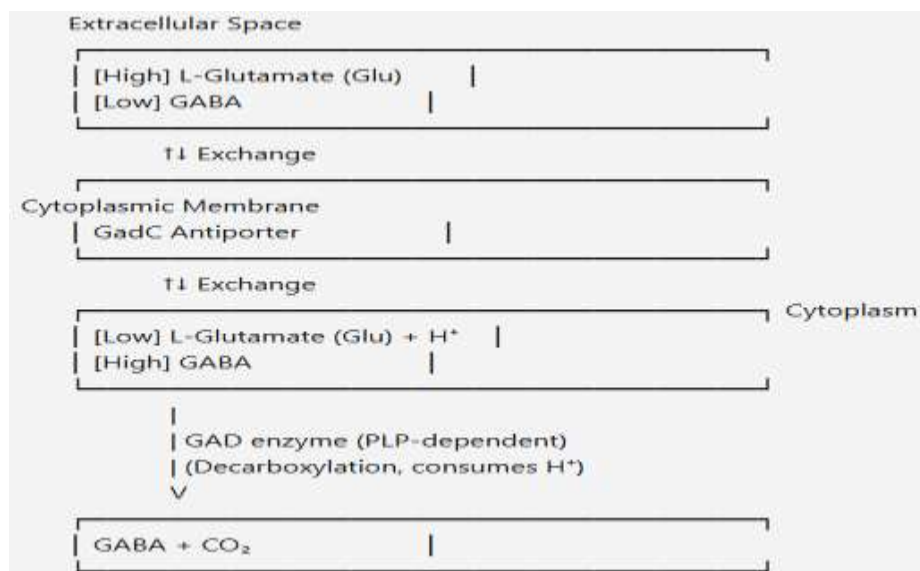 Extracellular Space
[High] L-Glutamate (Glu)
[Low] GABA
↑↓ Exchange
Cytoplasmic Membrane
GadC Antiporter
↑↓ Exchange
Cytoplasm
[Low] L-Glutamate (Glu) + H⁺
[High] GABA
GAD enzyme (PLP-dependent)
(Decarboxylation, consumes H⁺)
GABA + CO₂